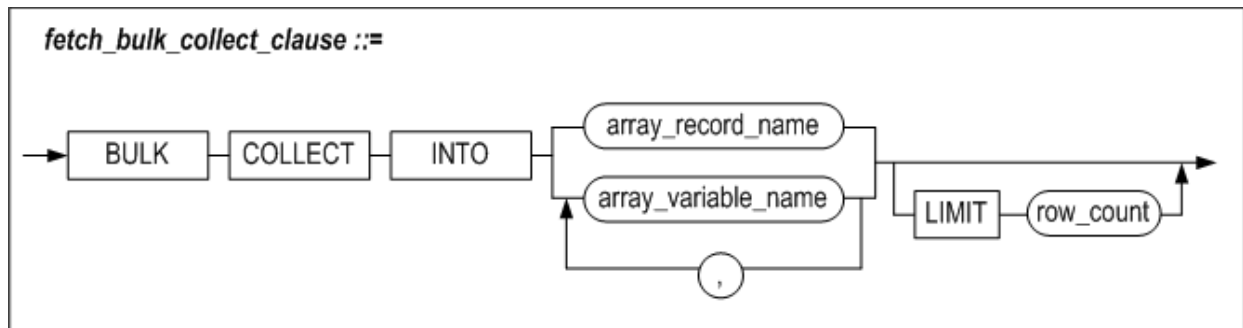 fetch_bulk_collect_clause ::=
BULK COLLECT INTO array_record_name
array_variable_name
,
LIMIT row_count